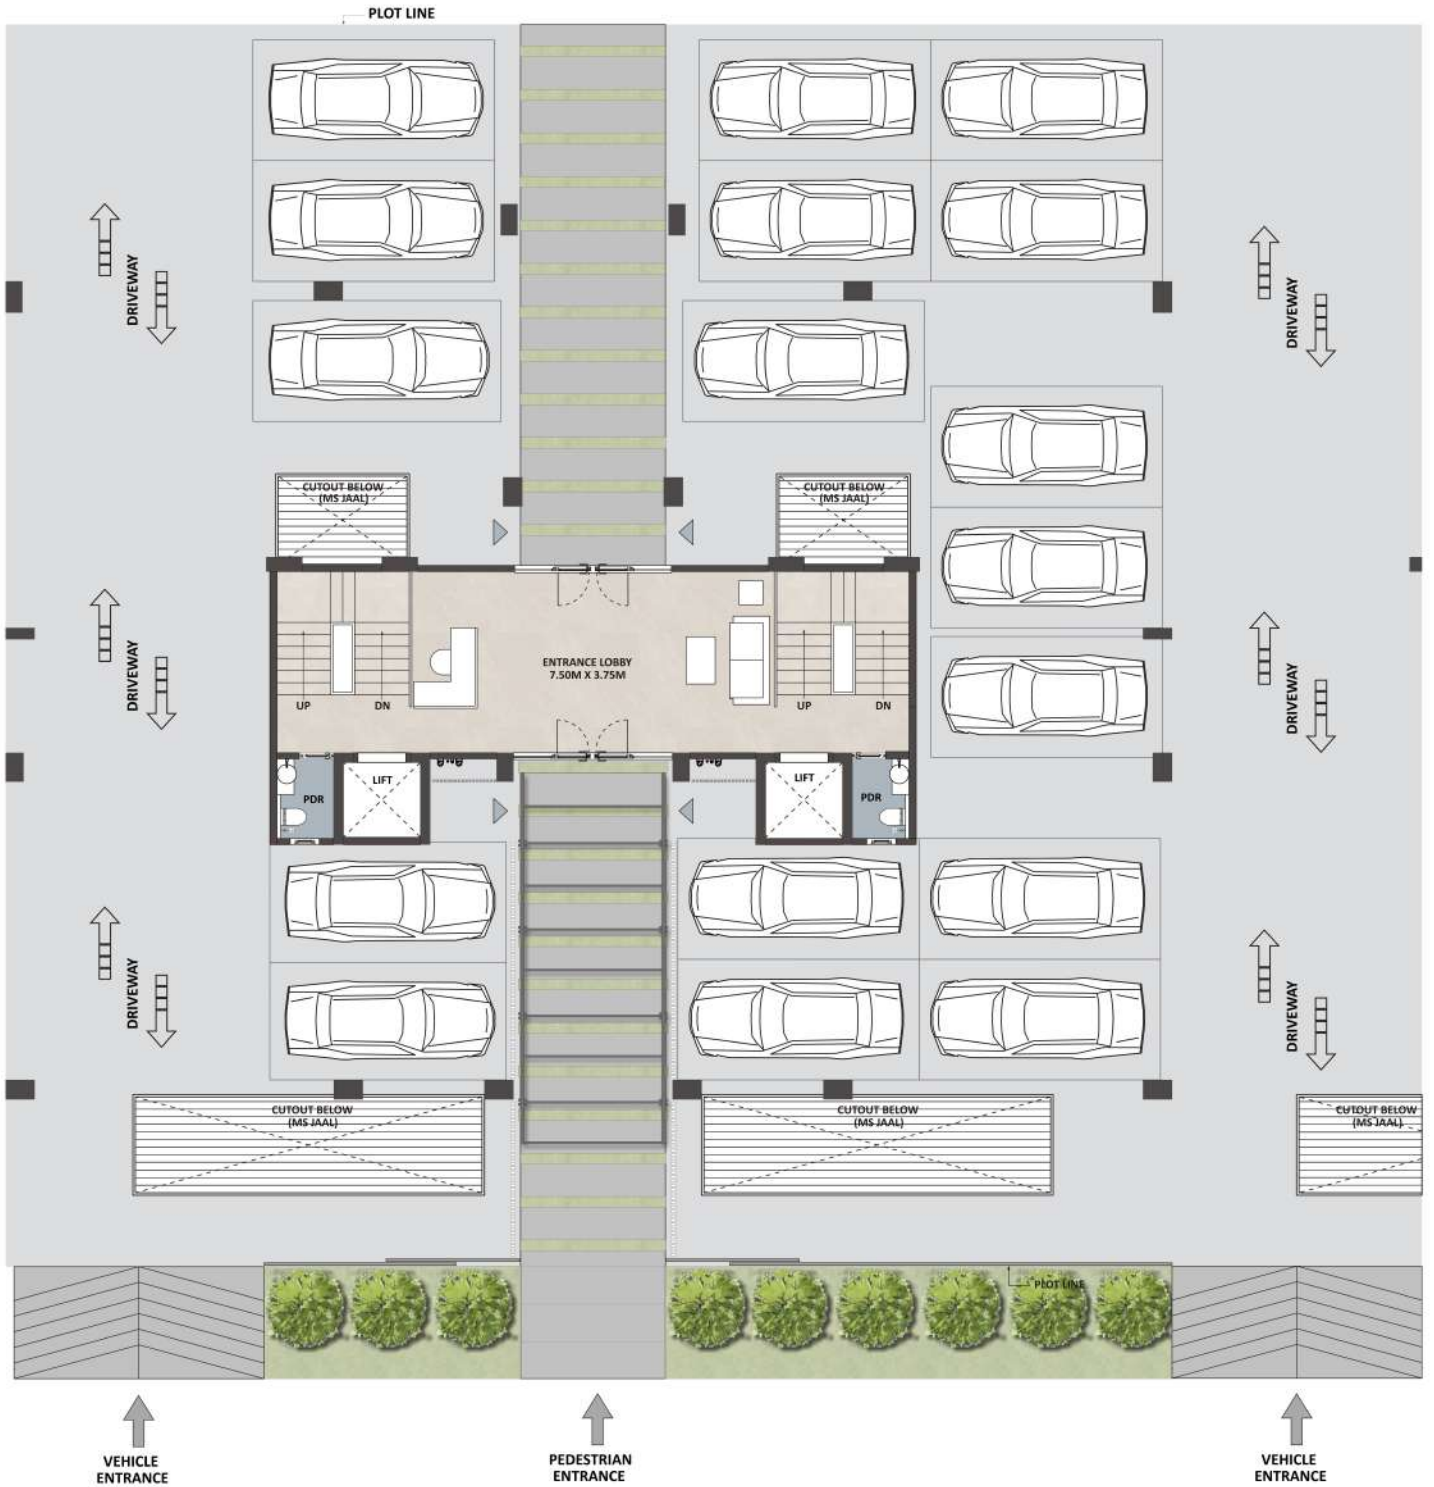 PLOT LINE
DRIVEWAY
DRIVEWAY
CUTOUT BELOW
(MS JAAL)
CUTOUT BELOW
(MS JAAL)
ENTRANCE LOBBY
7.50M X 3.75M
DRIVEWAY
DRIVEWAY
UP
DN
UP
DN
LIFT
LIFT
PDR
PDR
DRIVEWAY
DRIVEWAY
CUTOUT BELOW
(MS JAAL)
CUTOUT BELOW
(MS JAAL)
CUTOUT BELOW
(MS JAAL)
PLOT LINE
VEHICLE
ENTRANCE
PEDESTRIAN
ENTRANCE
VEHICLE
ENTRANCE